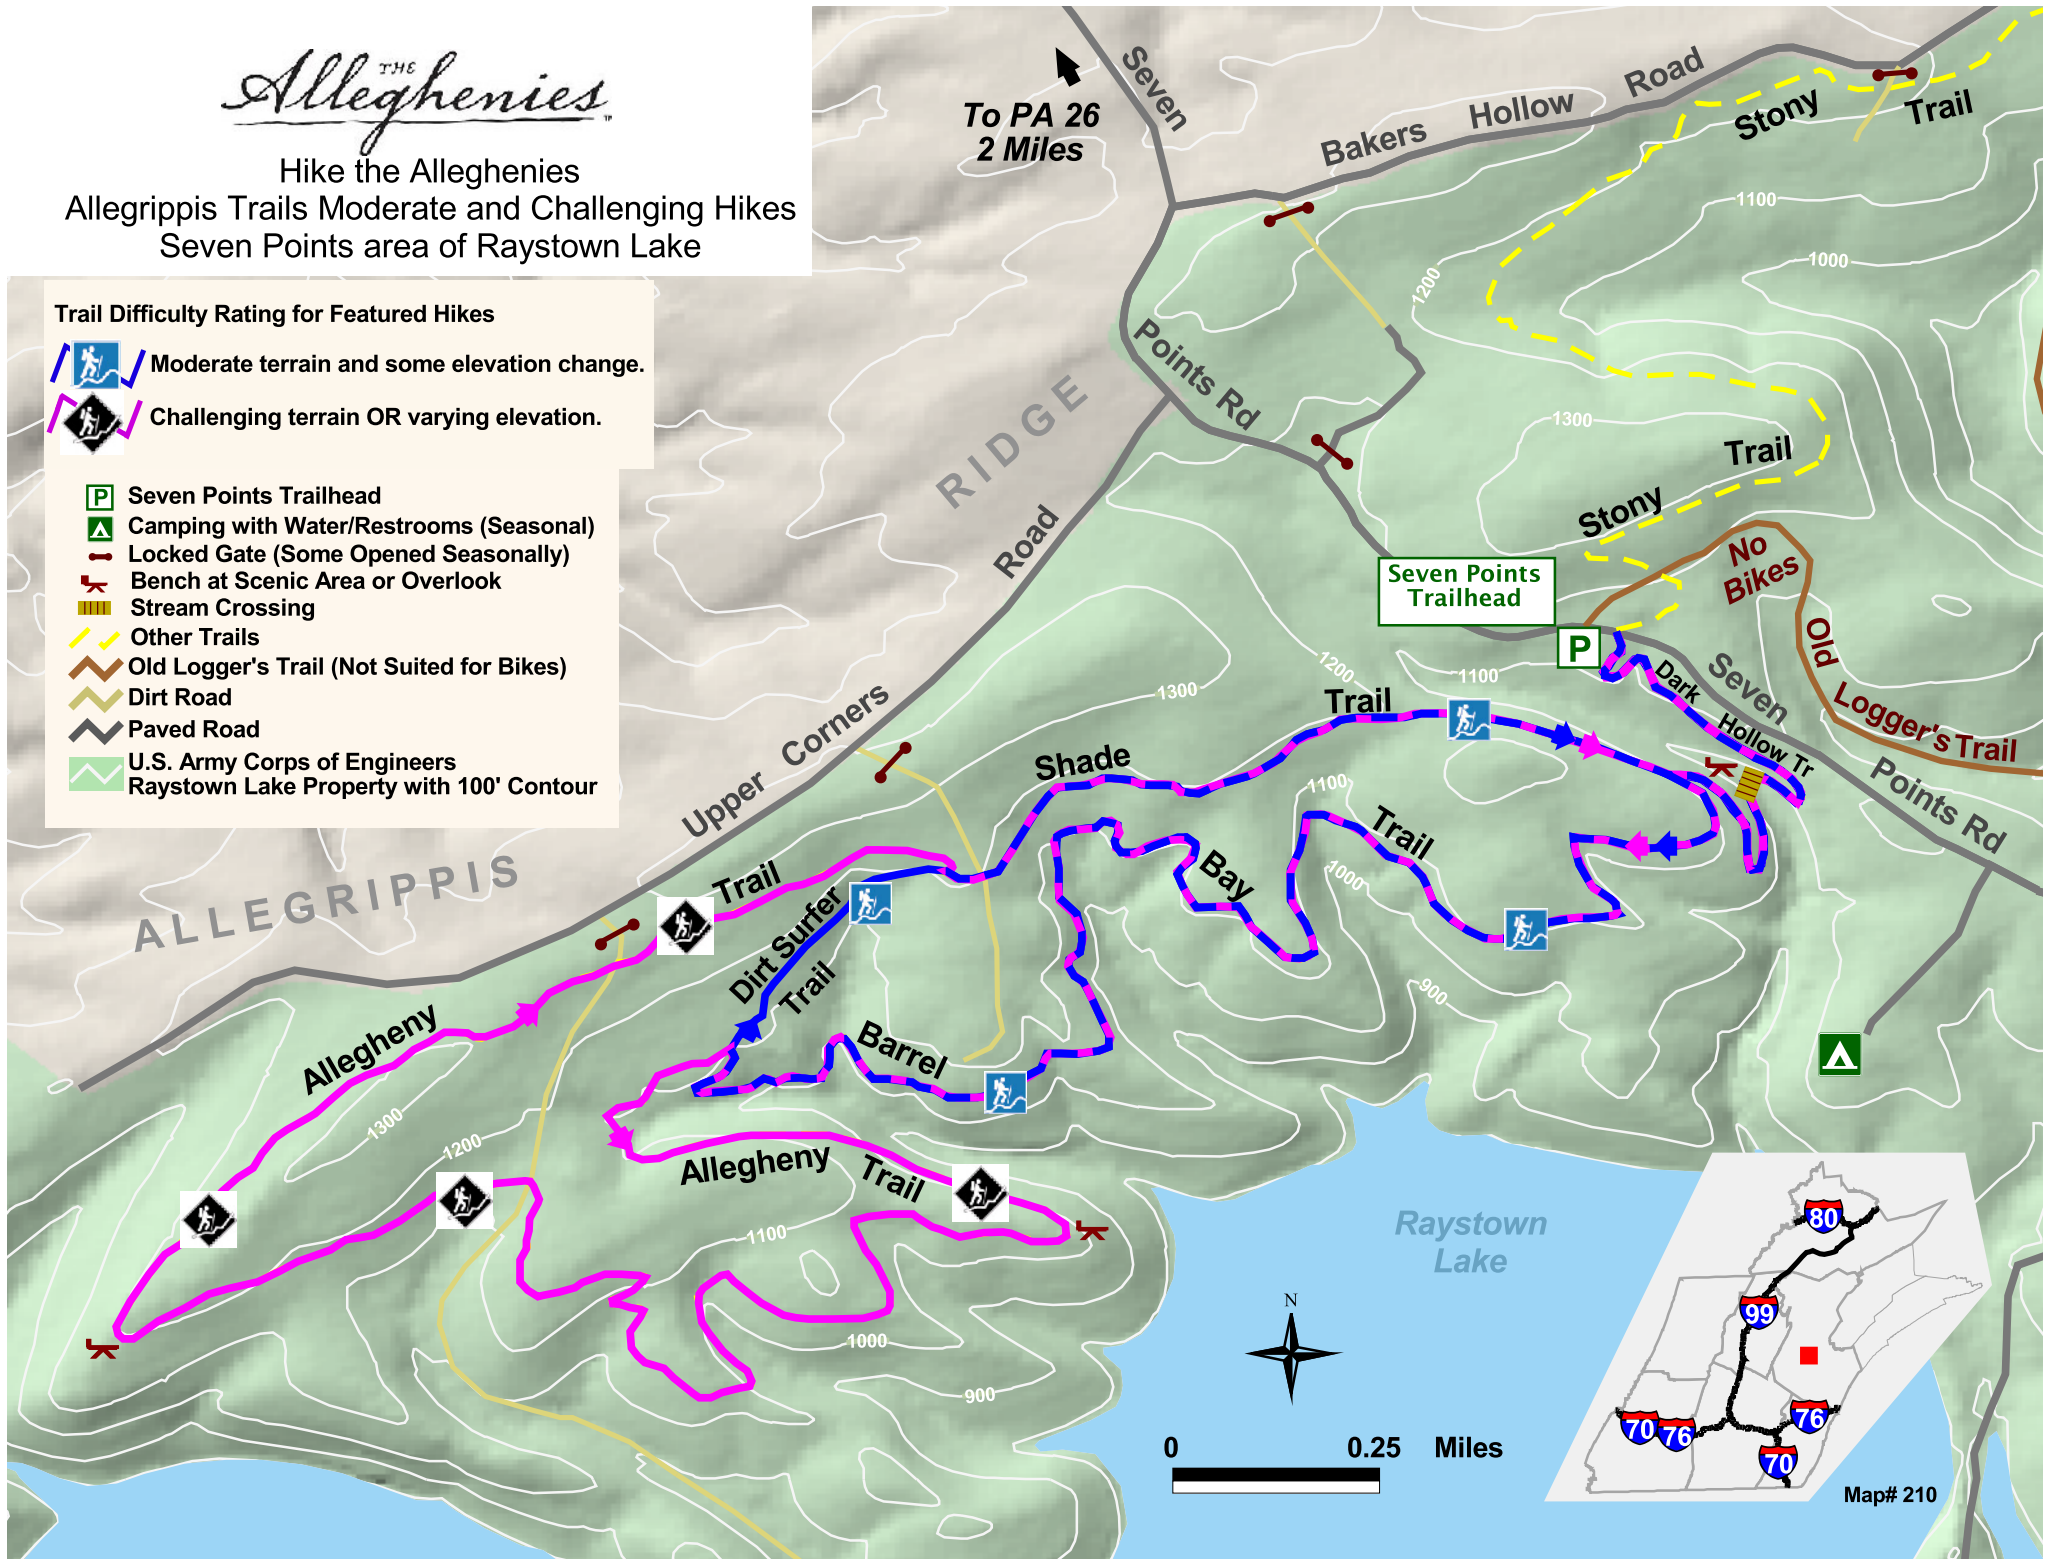 THE
Alleghenies
TM
Hike the Alleghenies
Allegrippis Trails Moderate and Challenging Hikes
Seven Points area of Raystown Lake
Trail Difficulty Rating for Featured Hikes
Moderate terrain and some elevation change.
Challenging terrain OR varying elevation.
P
Seven Points Trailhead
Camping with Water/Restrooms (Seasonal)
Locked Gate (Some Opened Seasonally)
Bench at Scenic Area or Overlook
Stream Crossing
Other Trails
Old Logger's Trail (Not Suited for Bikes)
Dirt Road
Paved Road
U.S. Army Corps of Engineers
Raystown Lake Property with 100' Contour
To PA 26
2 Miles
Seven
Points Rd
Bakers Hollow Road
Stony Trail
1100
1000
1200
1300
RIDGE
Trail
Stony
No
Bikes
Seven Points
Trailhead
P
Old
Logger's Trail
Seven
Points Rd
Dark
Hollow Tr
Road
Upper Corners
1300
1200
1100
Trail
Shade
1100
Trail
1000
Bay
900
ALLEGRIPPIS
Trail
Dirt Surfer
Trail
Barrel
Allegheny
1300
1200
Allegheny Trail
1100
1000
900
Raystown
Lake
N
0
0.25
Miles
80
99
70
76
76
70
Map# 210
0